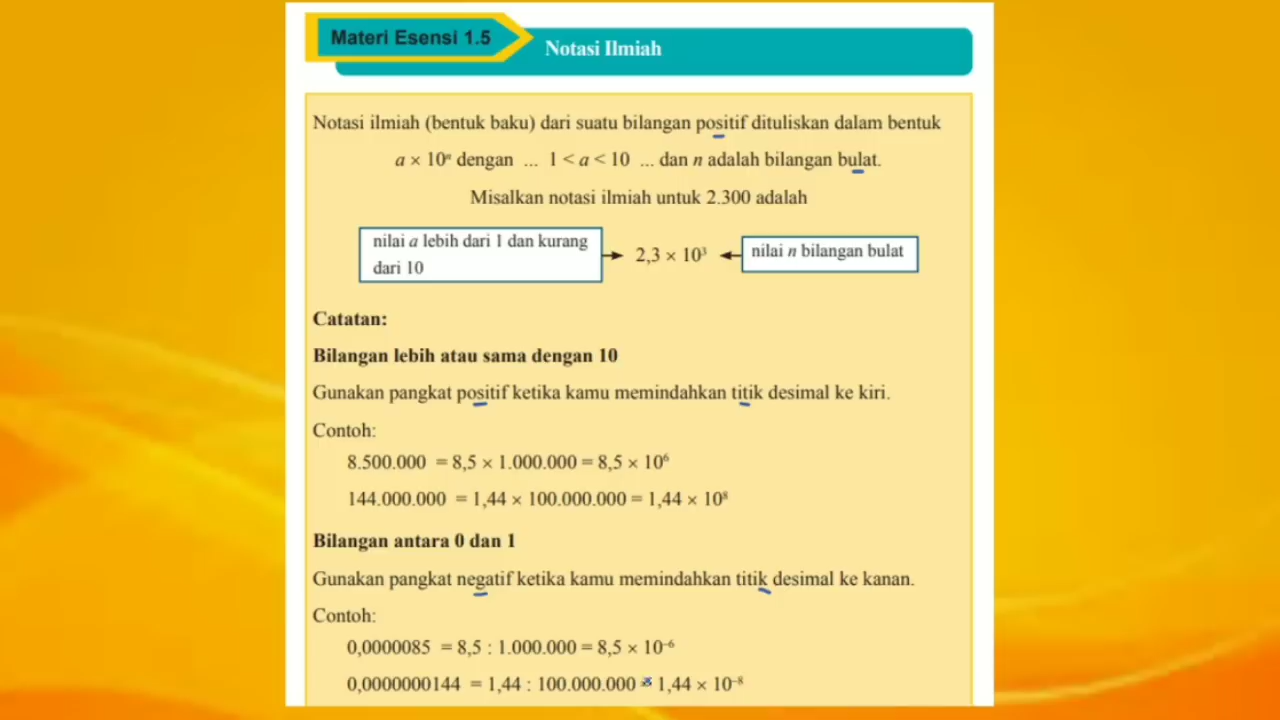 Materi Esensi 1.5
Notasi Ilmiah
Notasi ilmiah (bentuk baku) dari suatu bilangan positif dituliskan dalam bentuk
a × 10ⁿ dengan ... 1 < a < 10 ... dan n adalah bilangan bulat.
Misalkan notasi ilmiah untuk 2.300 adalah
nilai a lebih dari 1 dan kurang
dari 10
2,3 × 10³
nilai n bilangan bulat
Catatan:
Bilangan lebih atau sama dengan 10
Gunakan pangkat positif ketika kamu memindahkan titik desimal ke kiri.
Contoh:
8.500.000 = 8,5 × 1.000.000 = 8,5 × 10⁶
144.000.000 = 1,44 × 100.000.000 = 1,44 × 10⁸
Bilangan antara 0 dan 1
Gunakan pangkat negatif ketika kamu memindahkan titik desimal ke kanan.
Contoh:
0,0000085 = 8,5 : 1.000.000 = 8,5 × 10⁻⁶
0,0000000144 = 1,44 : 100.000.000 = 1,44 × 10⁻⁸